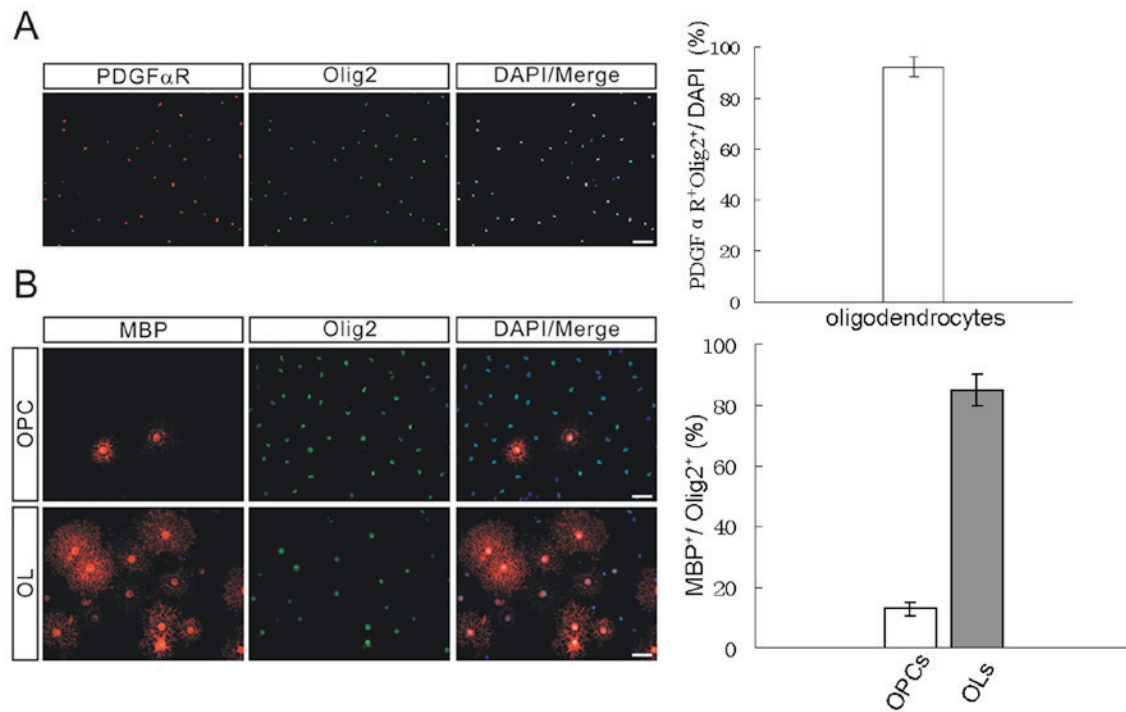 A
PDGFαR
Olig2
DAPI/Merge
PDGF α R⁺Olig2⁺/ DAPI (%)
100
80
60
40
20
0
oligodendrocytes
B
MBP
Olig2
DAPI/Merge
OPC
OL
MBP⁺/ Olig2⁺ (%)
100
80
60
40
20
0
OPCs
OLs